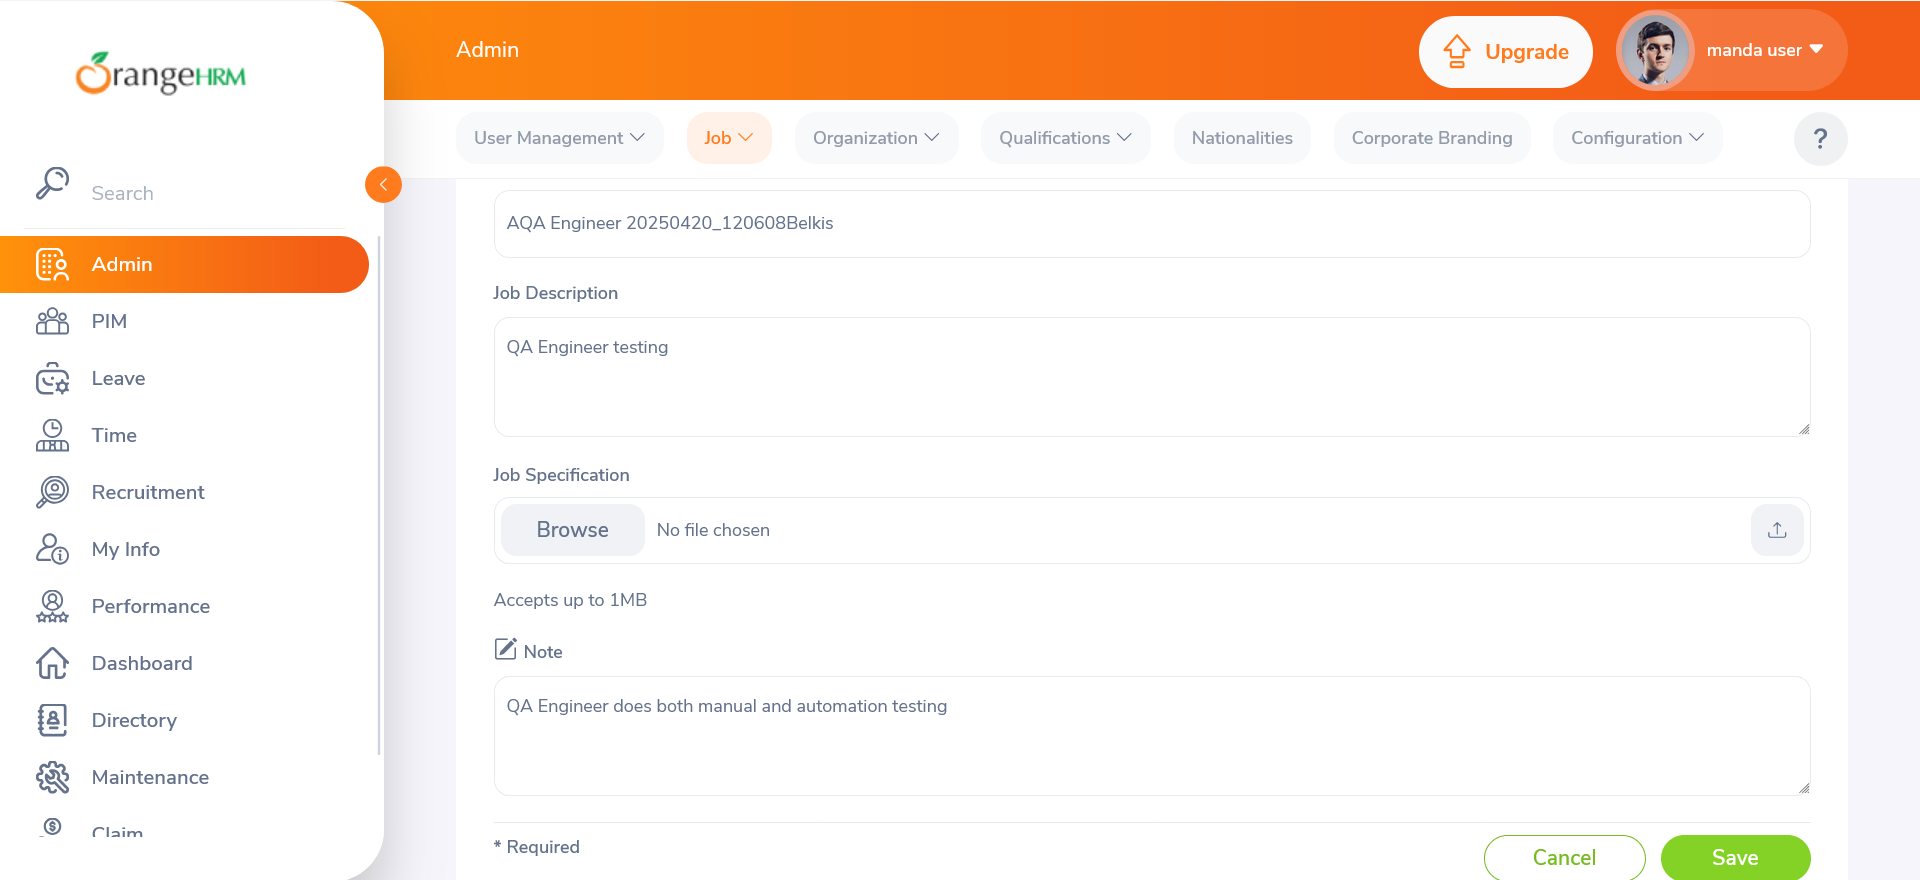 OrangeHRM
Admin
Upgrade
manda user
User Management
Job
Organization
Qualifications
Nationalities
Corporate Branding
Configuration
?
Search
Admin
PIM
Leave
Time
Recruitment
My Info
Performance
Dashboard
Directory
Maintenance
Claim
AQA Engineer 20250420_120608Belkis
Job Description
QA Engineer testing
Job Specification
Browse
No file chosen
Accepts up to 1MB
Note
QA Engineer does both manual and automation testing
* Required
Cancel
Save